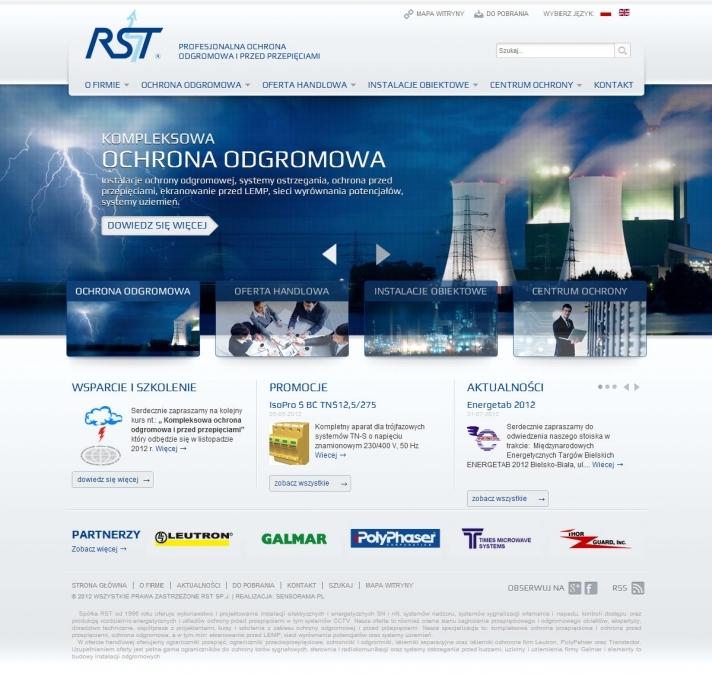 MAPA WITRYNY DO POBRANIA WYBIERZ JĘZYK:
RST
PROFESJONALNA OCHRONA
ODGROMOWA I PRZED PRZEPIĘCIAMI
Szukaj...
O FIRMIE OCHRONA ODGROMOWA OFERTA HANDLOWA INSTALACJE OBIEKTOWE CENTRUM OCHRONY KONTAKT
KOMPLEKSOWA
OCHRONA ODGROMOWA
Instalacje ochrony odgromowej, systemy ostrzegania, ochrona przed
przepięciami, ekranowanie przed LEMP, sieci wyrównania potencjałów,
systemy uziemień.
DOWIEDZ SIĘ WIĘCEJ
OCHRONA ODGROMOWA OFERTA HANDLOWA INSTALACJE OBIEKTOWE CENTRUM OCHRONY
WSPARCIE I SZKOLENIE
Serdecznie zapraszamy na kolejny
kurs nt.: „ Kompleksowa ochrona
odgromowa i przed przepięciami"
który odbędzie się w listopadzie
2012 r. Więcej →
dowiedz się więcej →
PROMOCJE
IsoPro S BC TNS12,5/275
Kompletny aparat dla trójfazowych
systemów TN-S o napięciu
znamionowym 230/400 V, 50 Hz
Więcej →
zobacz wszystkie →
AKTUALNOŚCI
Energetab 2012
31-07-2012
Serdecznie zapraszamy do
odwiedzenia naszego stoiska w
trakcie: Międzynarodowych
Energetycznych Targów Bielskich
ENERGETAB 2012 Bielsko-Biała, ul.... Więcej →
zobacz wszystkie →
PARTNERZY
Zobacz więcej →
LEUTRON
GALMAR
PolyPhaser
CORPORATION
TIMES MICROWAVE
SYSTEMS
THOR
GUARD, Inc.
STRONA GŁÓWNA | O FIRMIE | AKTUALNOŚCI | DO POBRANIA | KONTAKT | SZUKAJ | MAPA WITRYNY
© 2012 WSZYSTKIE PRAWA ZASTRZEŻONE RST SP.J. | REALIZACJA: SENSORAMA.PL
OBSERWUJ NA RSS